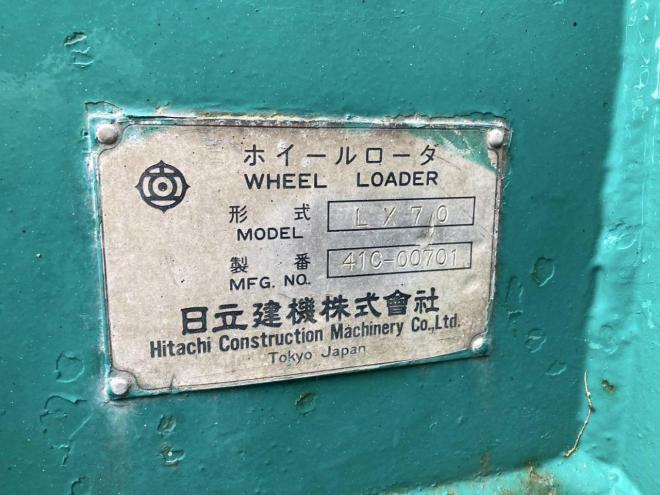 ホイールローダ
WHEEL LOADER
形式 LX70
MODEL
製番 41C-00701
MFG. NO.
日立建機株式會社
Hitachi Construction Machinery Co.,Ltd.
Tokyo Japan